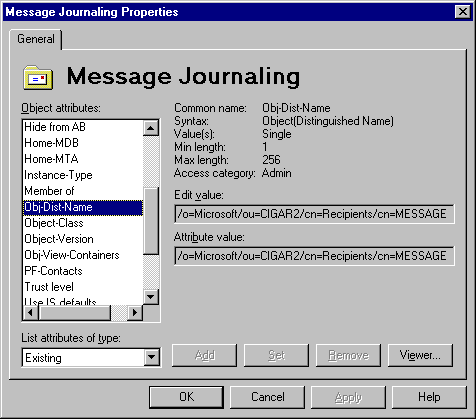 Message Journaling Properties
General
Message Journaling
Object attributes:
Hide from AB
Home-MDB
Home-MTA
Instance-Type
Member of
Obj-Dist-Name
Object-Class
Object-Version
Obj-View-Containers
PF-Contacts
Trust level
Use IS defaults
List attributes of type:
Existing
Common name: Obj-Dist-Name
Syntax: Object(Distinguished Name)
Value(s): Single
Min length: 1
Max length: 256
Access category: Admin
Edit value:
/o=Microsoft/ou=CIGAR2/cn=Recipients/cn=MESSAGE
Attribute value:
/o=Microsoft/ou=CIGAR2/cn=Recipients/cn=MESSAGE
Add
Set
Remove
Viewer...
OK
Cancel
Apply
Help